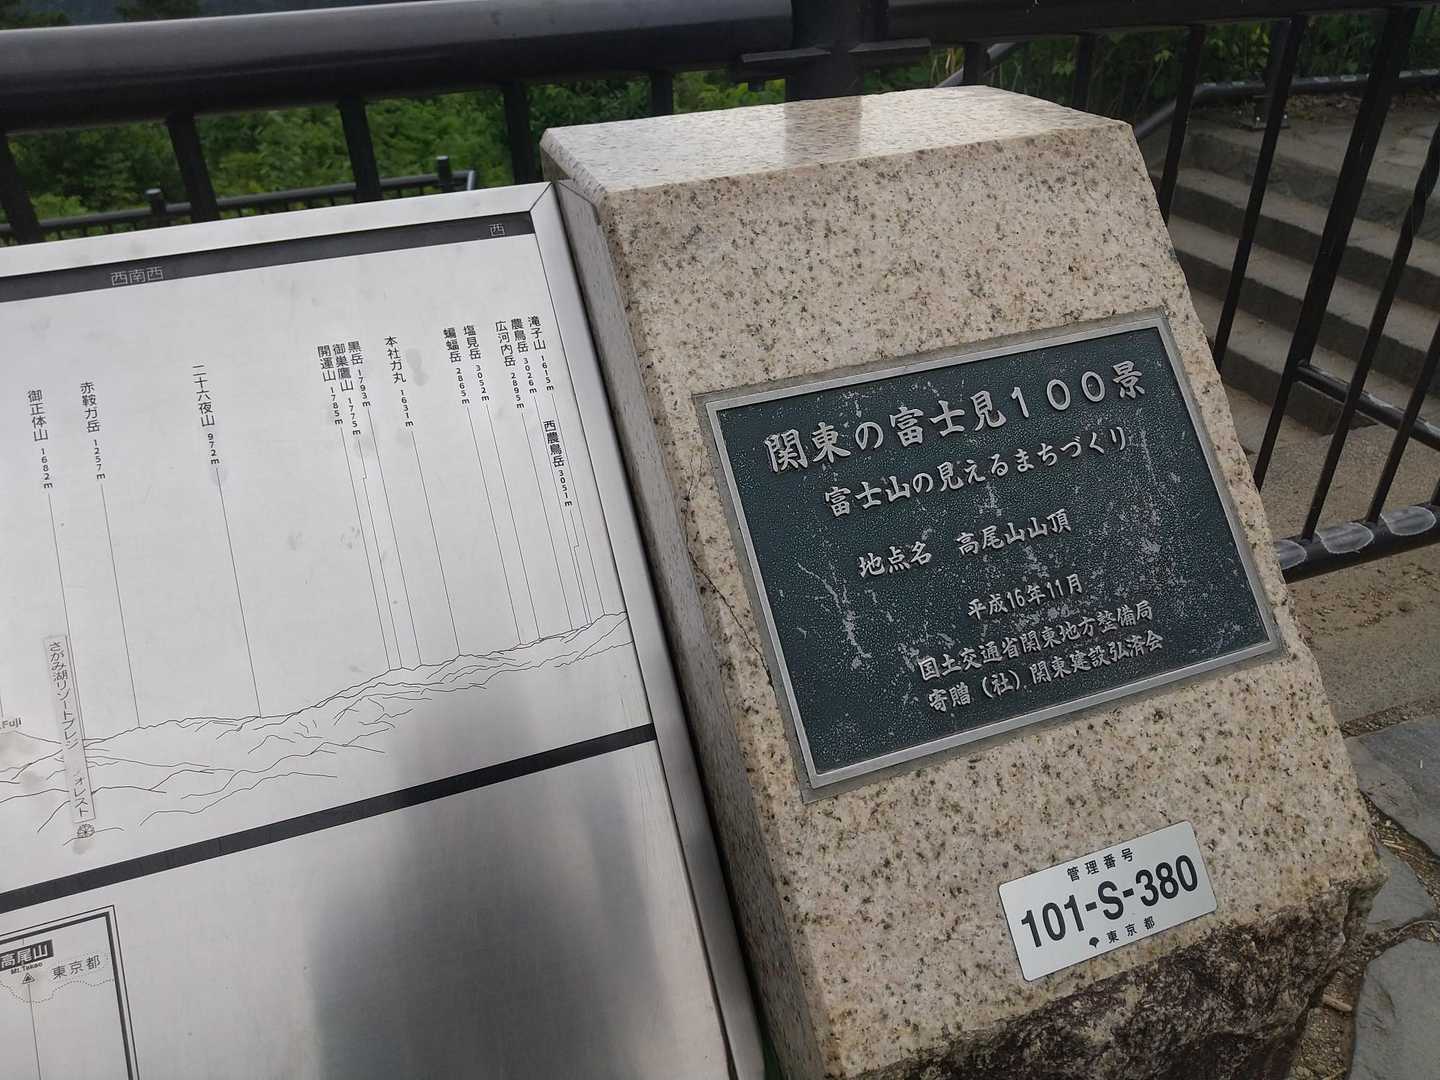 西南西
西
御正体山 1682m
赤鞍ガ岳 1257m
二十六夜山 972m
開運山 1785m
御巣鷹山 1775m
黒岳 1793m
本社ガ丸 1631m
蝙蝠岳 2865m
塩見岳 3052m
広河内岳 2895m
農鳥岳 3026m
滝子山 1615m
西農鳥岳 3051m
さがみ湖リゾートプレジャーフォレスト
Fuji
高尾山
Mt.Takao
東京都
関東の富士見100景
富士山の見えるまちづくり
地点名 高尾山山頂
平成16年11月
国土交通省関東地方整備局
寄贈(社)関東建設弘済会
管理番号
101-S-380
東京都